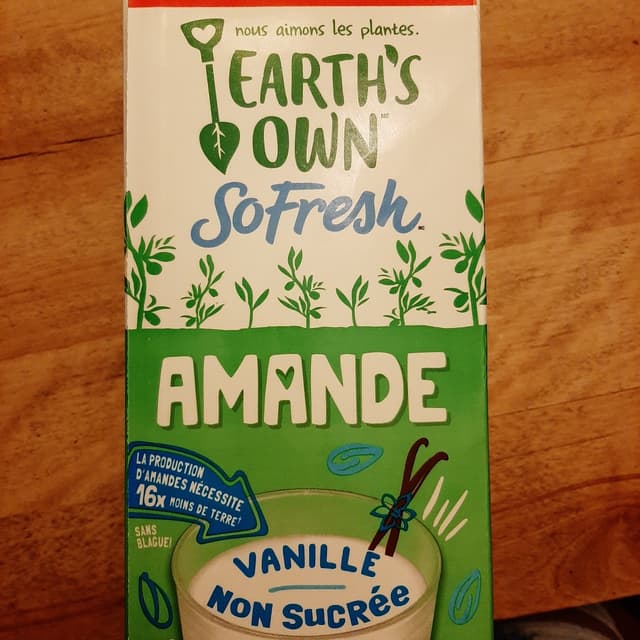 nous aimons les plantes.
EARTH'S
OWN
SoFresh
AMANDE
LA PRODUCTION
D'AMANDES NÉCESSITE
16x MOINS DE TERRE!
SANS
BLAGUE!
VANILLE
NON SUCRÉE